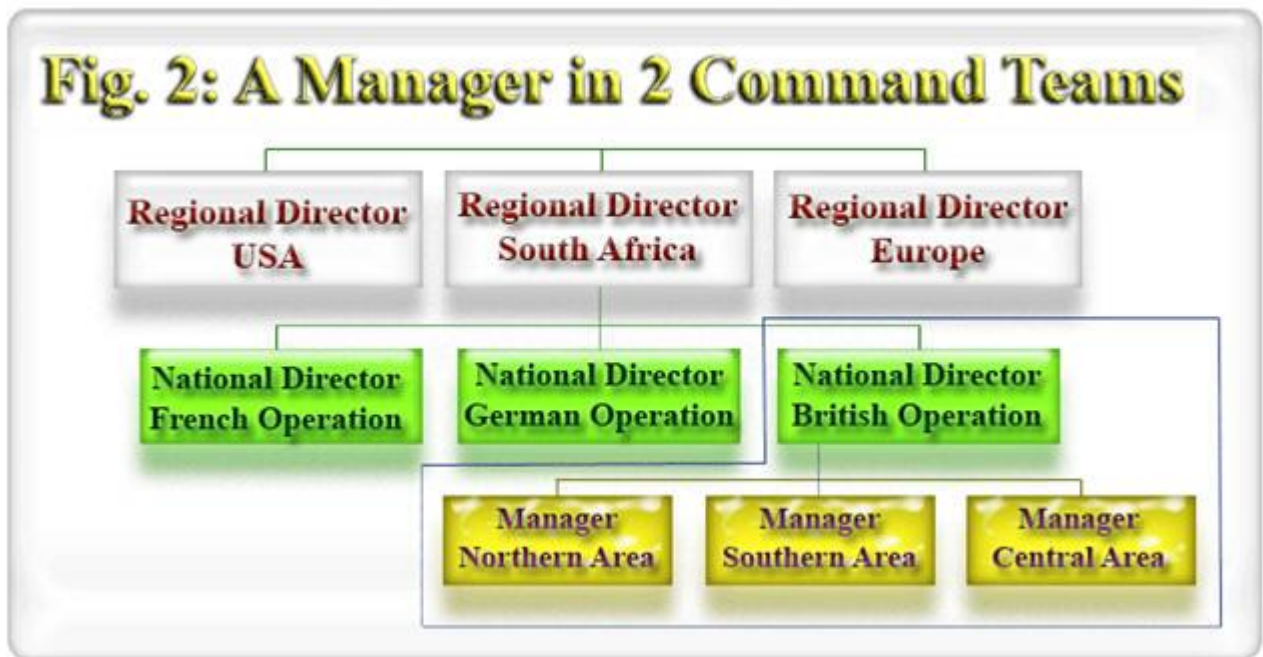 Fig. 2: A Manager in 2 Command Teams
Regional Director
USA
Regional Director
South Africa
Regional Director
Europe
National Director
French Operation
National Director
German Operation
National Director
British Operation
Manager
Northern Area
Manager
Southern Area
Manager
Central Area